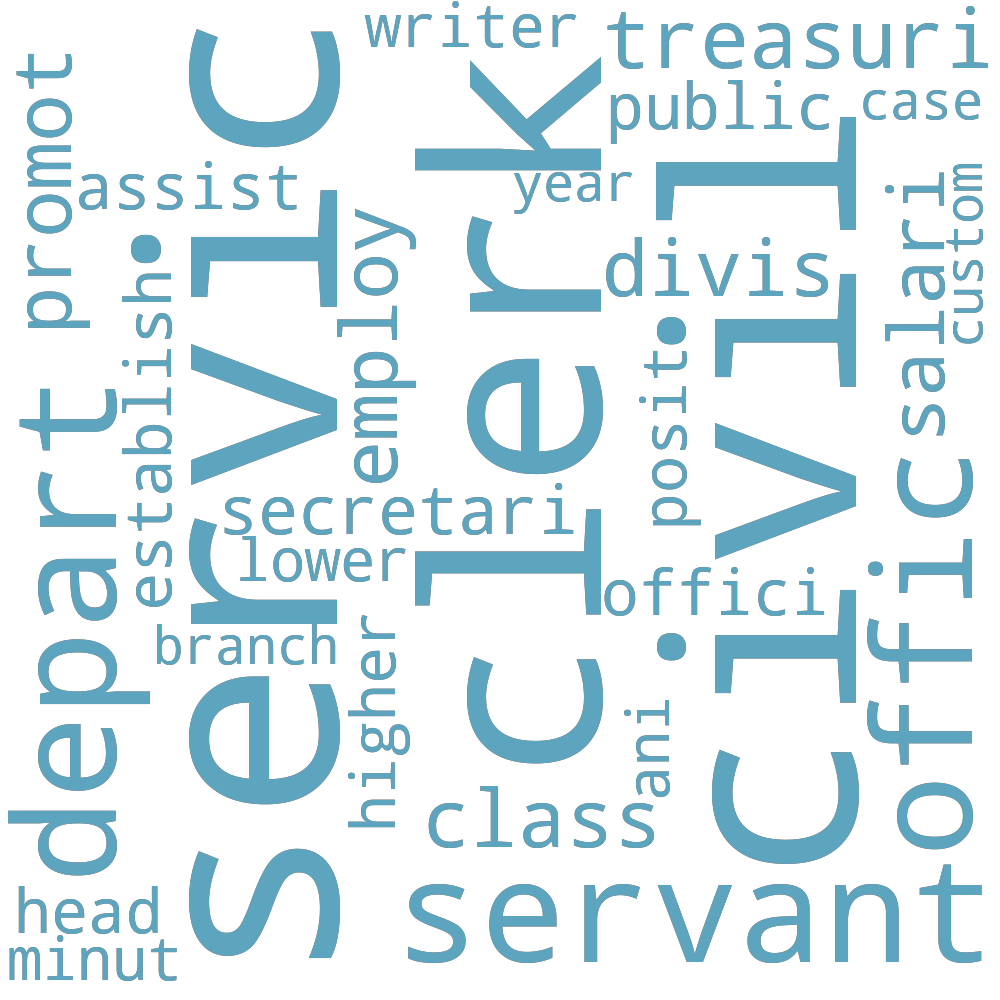 writer
treasuri
promot
servic
clerk
public
case
assist
year
civil
salari
custom
employ
divis
establish
posit
depart
secretari
lower
offici
offic
branch
higher
ani
class
head
servant
minut